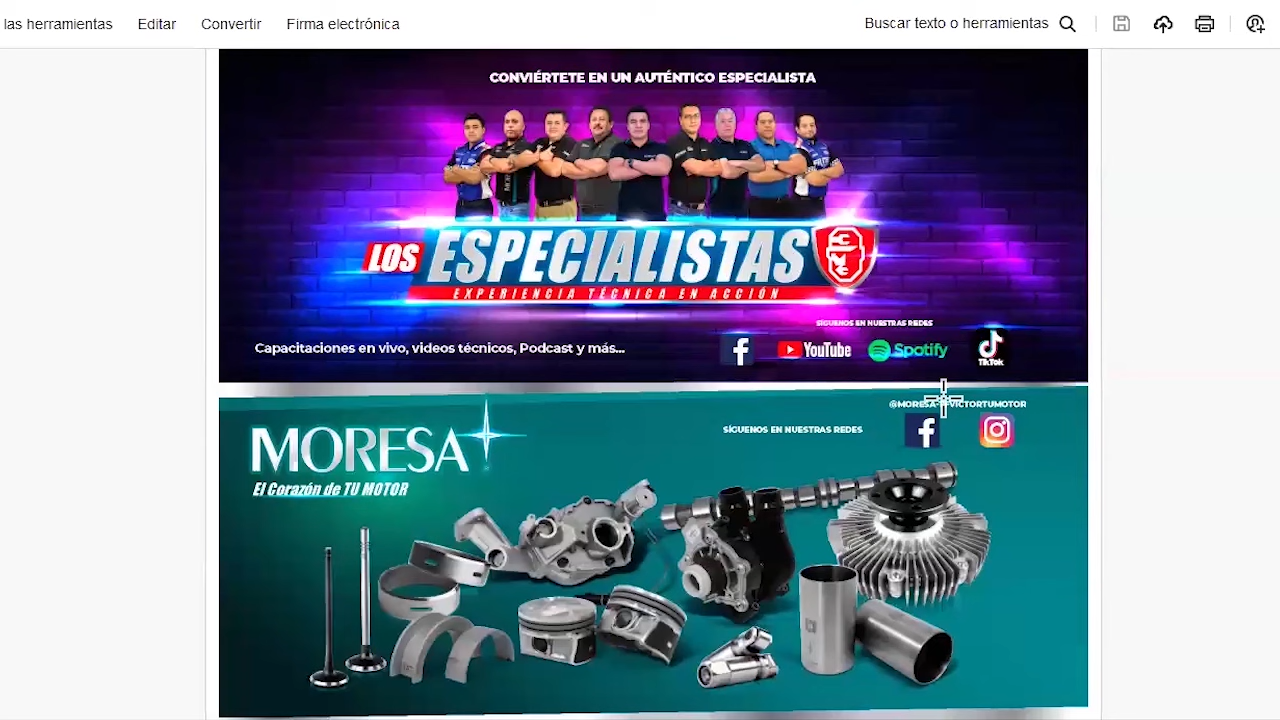 las herramientas Editar Convertir Firma electrónica Buscar texto o herramientas
CONVIÉRTETE EN UN AUTÉNTICO ESPECIALISTA
LOS ESPECIALISTAS
EXPERIENCIA TÉCNICA EN ACCIÓN
SÍGUENOS EN NUESTRAS REDES
Capacitaciones en vivo, videos técnicos, Podcast y más...
YouTube Spotify TikTok
MORESA
El Corazón de TU MOTOR
SÍGUENOS EN NUESTRAS REDES